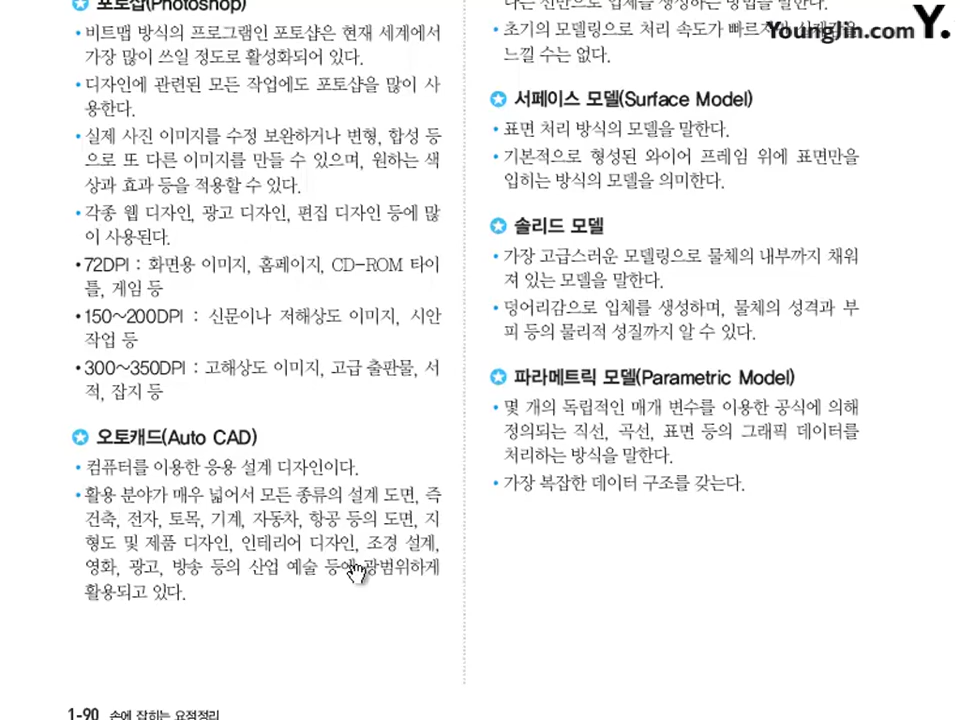 포토샵(Photoshop)
• 비트맵 방식의 프로그램인 포토샵은 현재 세계에서
가장 많이 쓰일 정도로 활성화되어 있다.
• 디자인에 관련된 모든 작업에도 포토샵을 많이 사
용한다.
• 실제 사진 이미지를 수정 보완하거나 변형, 합성 등
으로 또 다른 이미지를 만들 수 있으며, 원하는 색
상과 효과 등을 적용할 수 있다.
• 각종 웹 디자인, 광고 디자인, 편집 디자인 등에 많
이 사용된다.
• 72DPI : 화면용 이미지, 홈페이지, CD-ROM 타이
틀, 게임 등
• 150~200DPI : 신문이나 저해상도 이미지, 시안
작업 등
• 300~350DPI : 고해상도 이미지, 고급 출판물, 서
적, 잡지 등
오토캐드(Auto CAD)
• 컴퓨터를 이용한 응용 설계 디자인이다.
• 활용 분야가 매우 넓어서 모든 종류의 설계 도면, 즉
건축, 전자, 토목, 기계, 자동차, 항공 등의 도면, 지
형도 및 제품 디자인, 인테리어 디자인, 조경 설계,
영화, 광고, 방송 등의 산업 예술 등에 광범위하게
활용되고 있다.
1-90 손에 잡히는 요점정리
다른 선만으로 입체를 생성하는 방법을 말한다.
• 초기의 모델링으로 처리 속도가 빠르지만
느낄 수는 없다.
YoungJin.com Y.
서페이스 모델(Surface Model)
• 표면 처리 방식의 모델을 말한다.
• 기본적으로 형성된 와이어 프레임 위에 표면만을
입히는 방식의 모델을 의미한다.
솔리드 모델
• 가장 고급스러운 모델링으로 물체의 내부까지 채워
져 있는 모델을 말한다.
• 덩어리감으로 입체를 생성하며, 물체의 성격과 부
피 등의 물리적 성질까지 알 수 있다.
파라메트릭 모델(Parametric Model)
• 몇 개의 독립적인 매개 변수를 이용한 공식에 의해
정의되는 직선, 곡선, 표면 등의 그래픽 데이터를
처리하는 방식을 말한다.
• 가장 복잡한 데이터 구조를 갖는다.